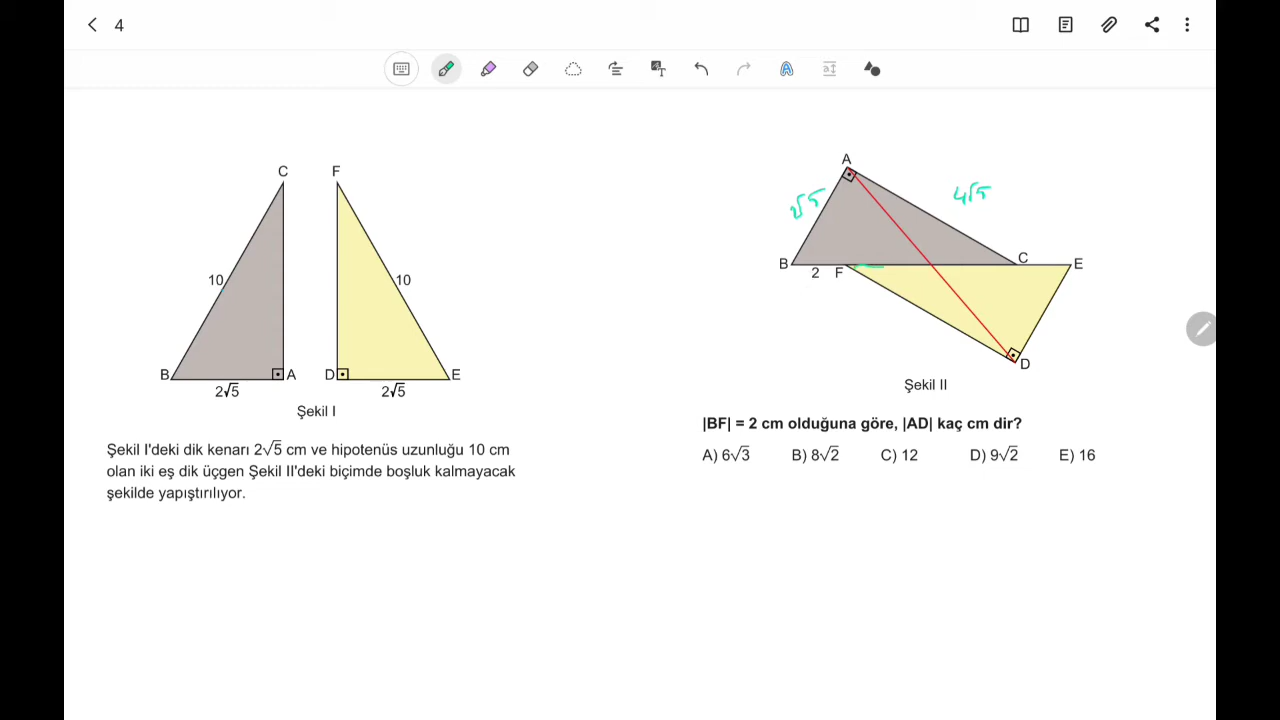 4
C
F
10
10
B
A
D
E
2√5
2√5
Şekil I
Şekil I'deki dik kenarı 2√5 cm ve hipotenüs uzunluğu 10 cm
olan iki eş dik üçgen Şekil II'deki biçimde boşluk kalmayacak
şekilde yapıştırılıyor.
A
2√5
4√5
B
2
F
C
E
D
Şekil II
|BF| = 2 cm olduğuna göre, |AD| kaç cm dir?
A) 6√3 B) 8√2 C) 12 D) 9√2 E) 16